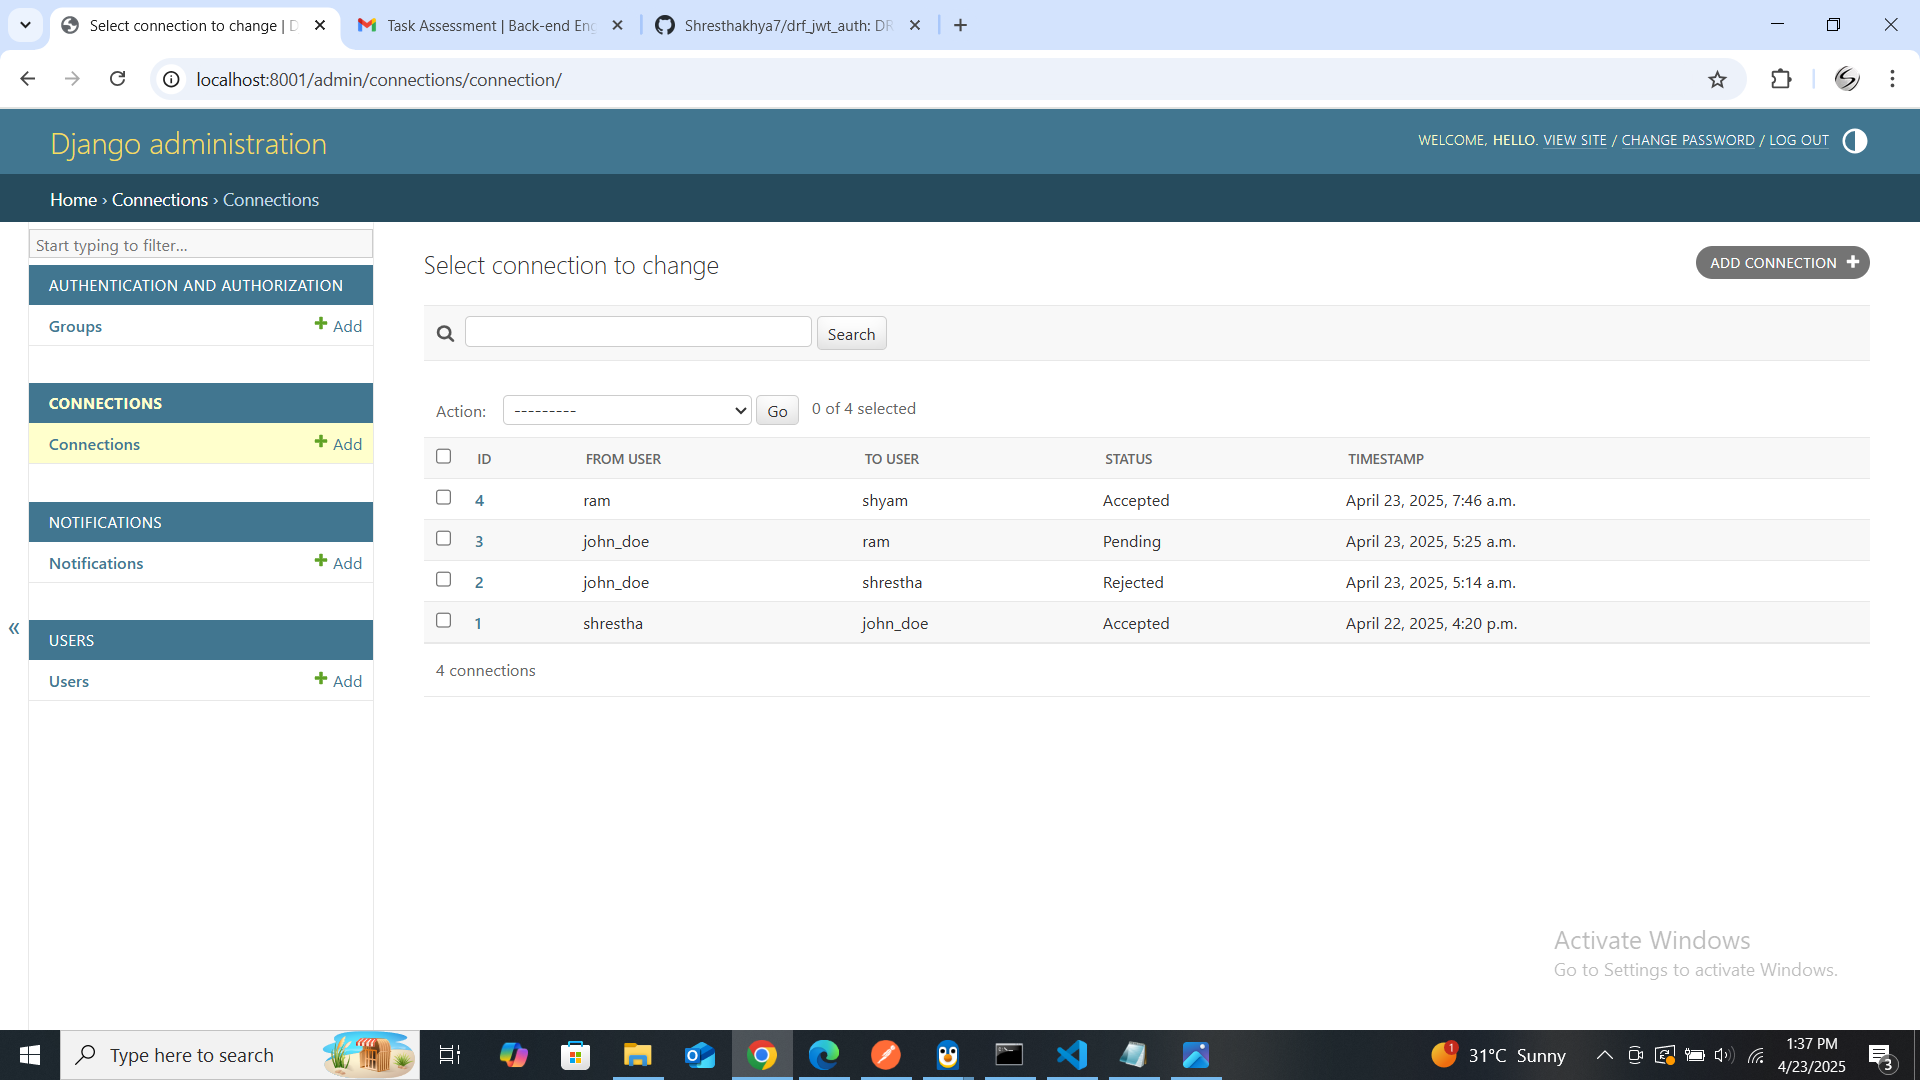 Select connection to change | D
Task Assessment | Back-end Eng
Shresthakhya7/drf_jwt_auth: DR
localhost:8001/admin/connections/connection/
Django administration
WELCOME, HELLO. VIEW SITE / CHANGE PASSWORD / LOG OUT
Home › Connections › Connections
Start typing to filter...
AUTHENTICATION AND AUTHORIZATION
Groups Add
CONNECTIONS
Connections Add
NOTIFICATIONS
Notifications Add
USERS
Users Add
«
Select connection to change
ADD CONNECTION
Search
Action: --------- Go 0 of 4 selected
ID FROM USER TO USER STATUS TIMESTAMP
4 ram shyam Accepted April 23, 2025, 7:46 a.m.
3 john_doe ram Pending April 23, 2025, 5:25 a.m.
2 john_doe shrestha Rejected April 23, 2025, 5:14 a.m.
1 shrestha john_doe Accepted April 22, 2025, 4:20 p.m.
4 connections
Activate Windows
Go to Settings to activate Windows.
Type here to search
1
31°C Sunny
1:37 PM
4/23/2025
3